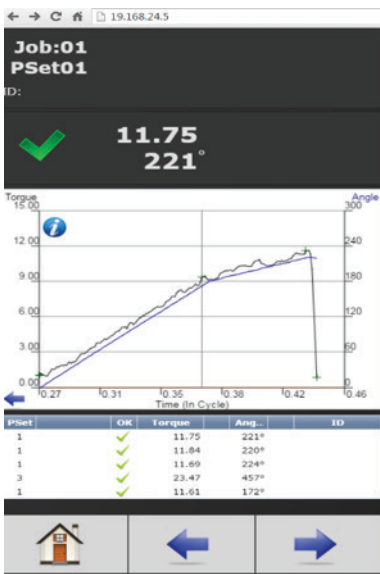 19.168.24.5
Job:01
PSet01
ID:
11.75
221°
Torque Angle
15.00 300
12.00 240
9.00 180
6.00 120
3.00 60
0.00 0
0.27 0.31 0.35 0.38 0.42 0.46
Time (In Cycle)
PSet OK Torque Ang.. ID
1 11.75 221°
1 11.84 220°
1 11.69 224°
3 23.47 457°
1 11.61 172°